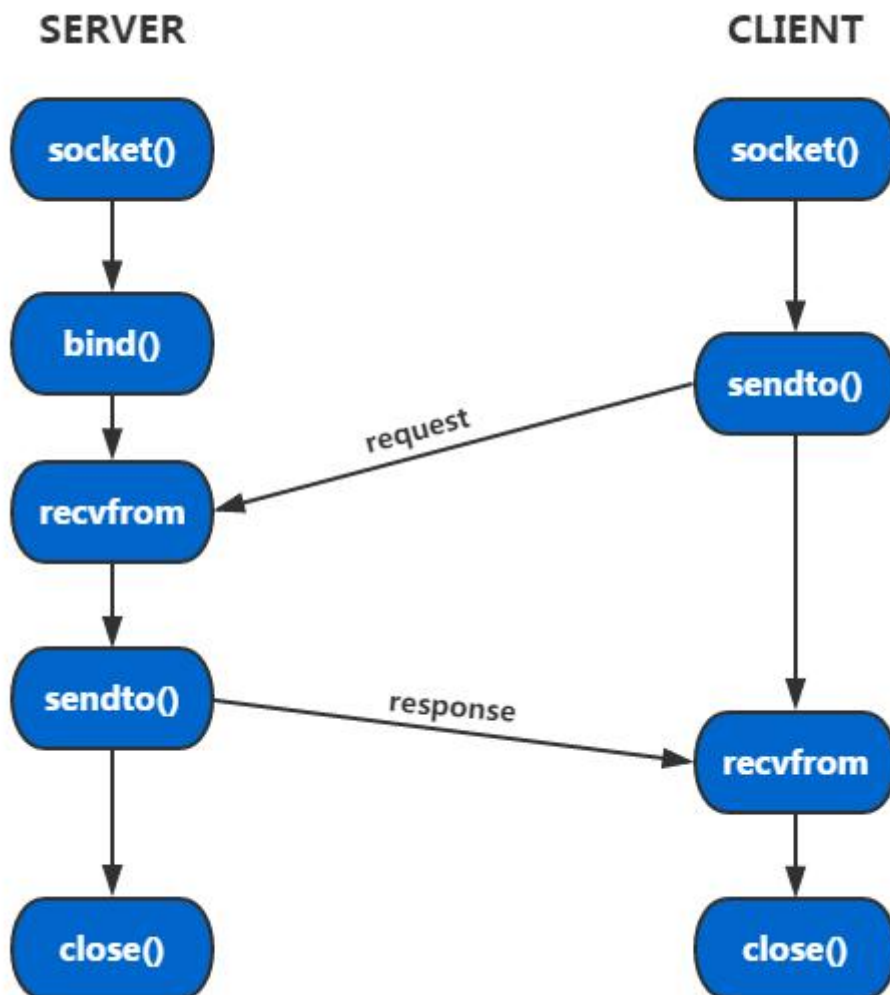 SERVER
CLIENT
socket()
socket()
bind()
sendto()
request
recvfrom
sendto()
response
recvfrom
close()
close()